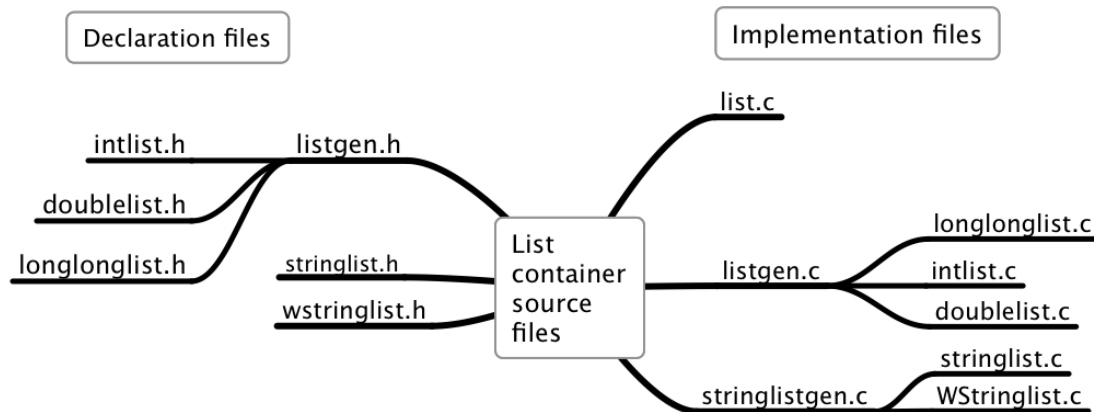 Declaration files
Implementation files
list.c
intlist.h
listgen.h
doublelist.h
longlonglist.h
stringlist.h
wstringlist.h
List
container
source
files
listgen.c
longlonglist.c
intlist.c
doublelist.c
stringlistgen.c
stringlist.c
WStringlist.c